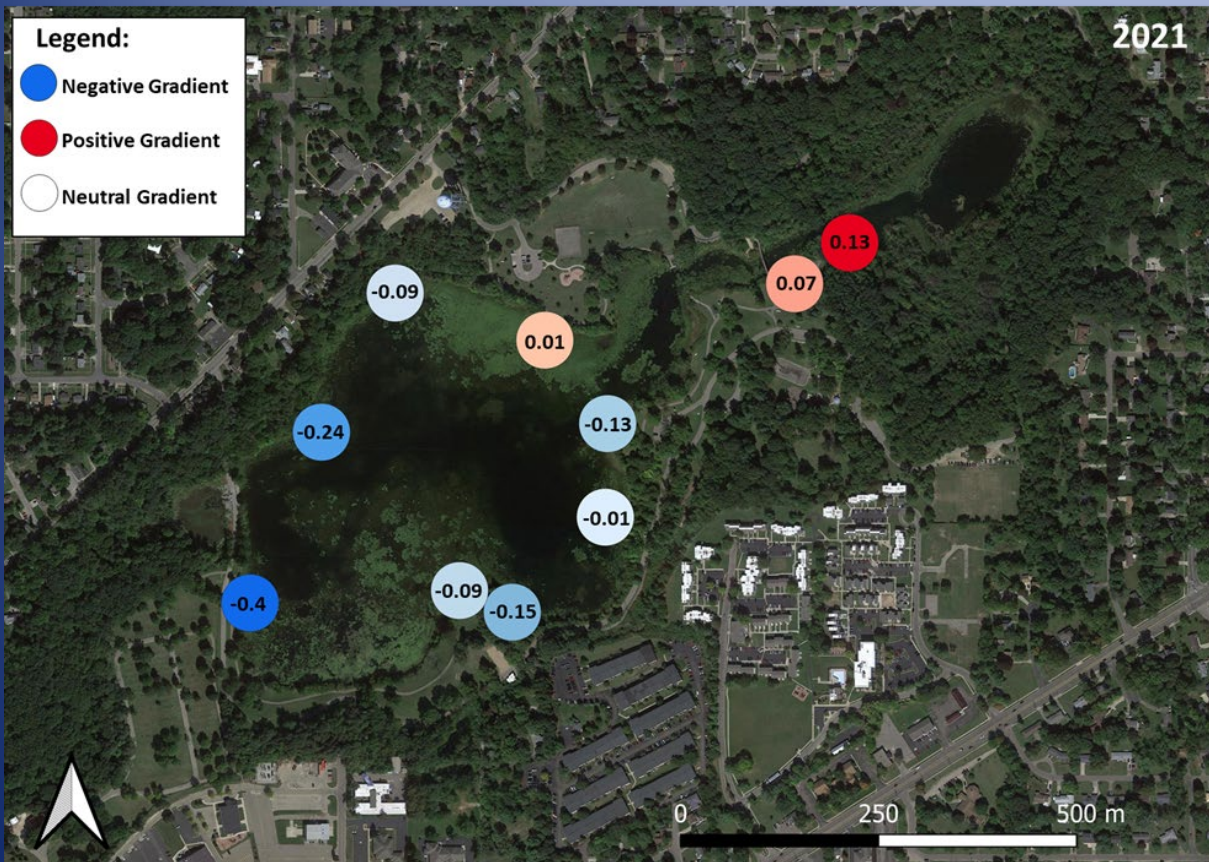 Legend:
Negative Gradient
Positive Gradient
Neutral Gradient
2021
0.13
0.07
-0.09
0.01
-0.13
-0.24
-0.01
-0.09
-0.4
-0.15
0 250 500 m